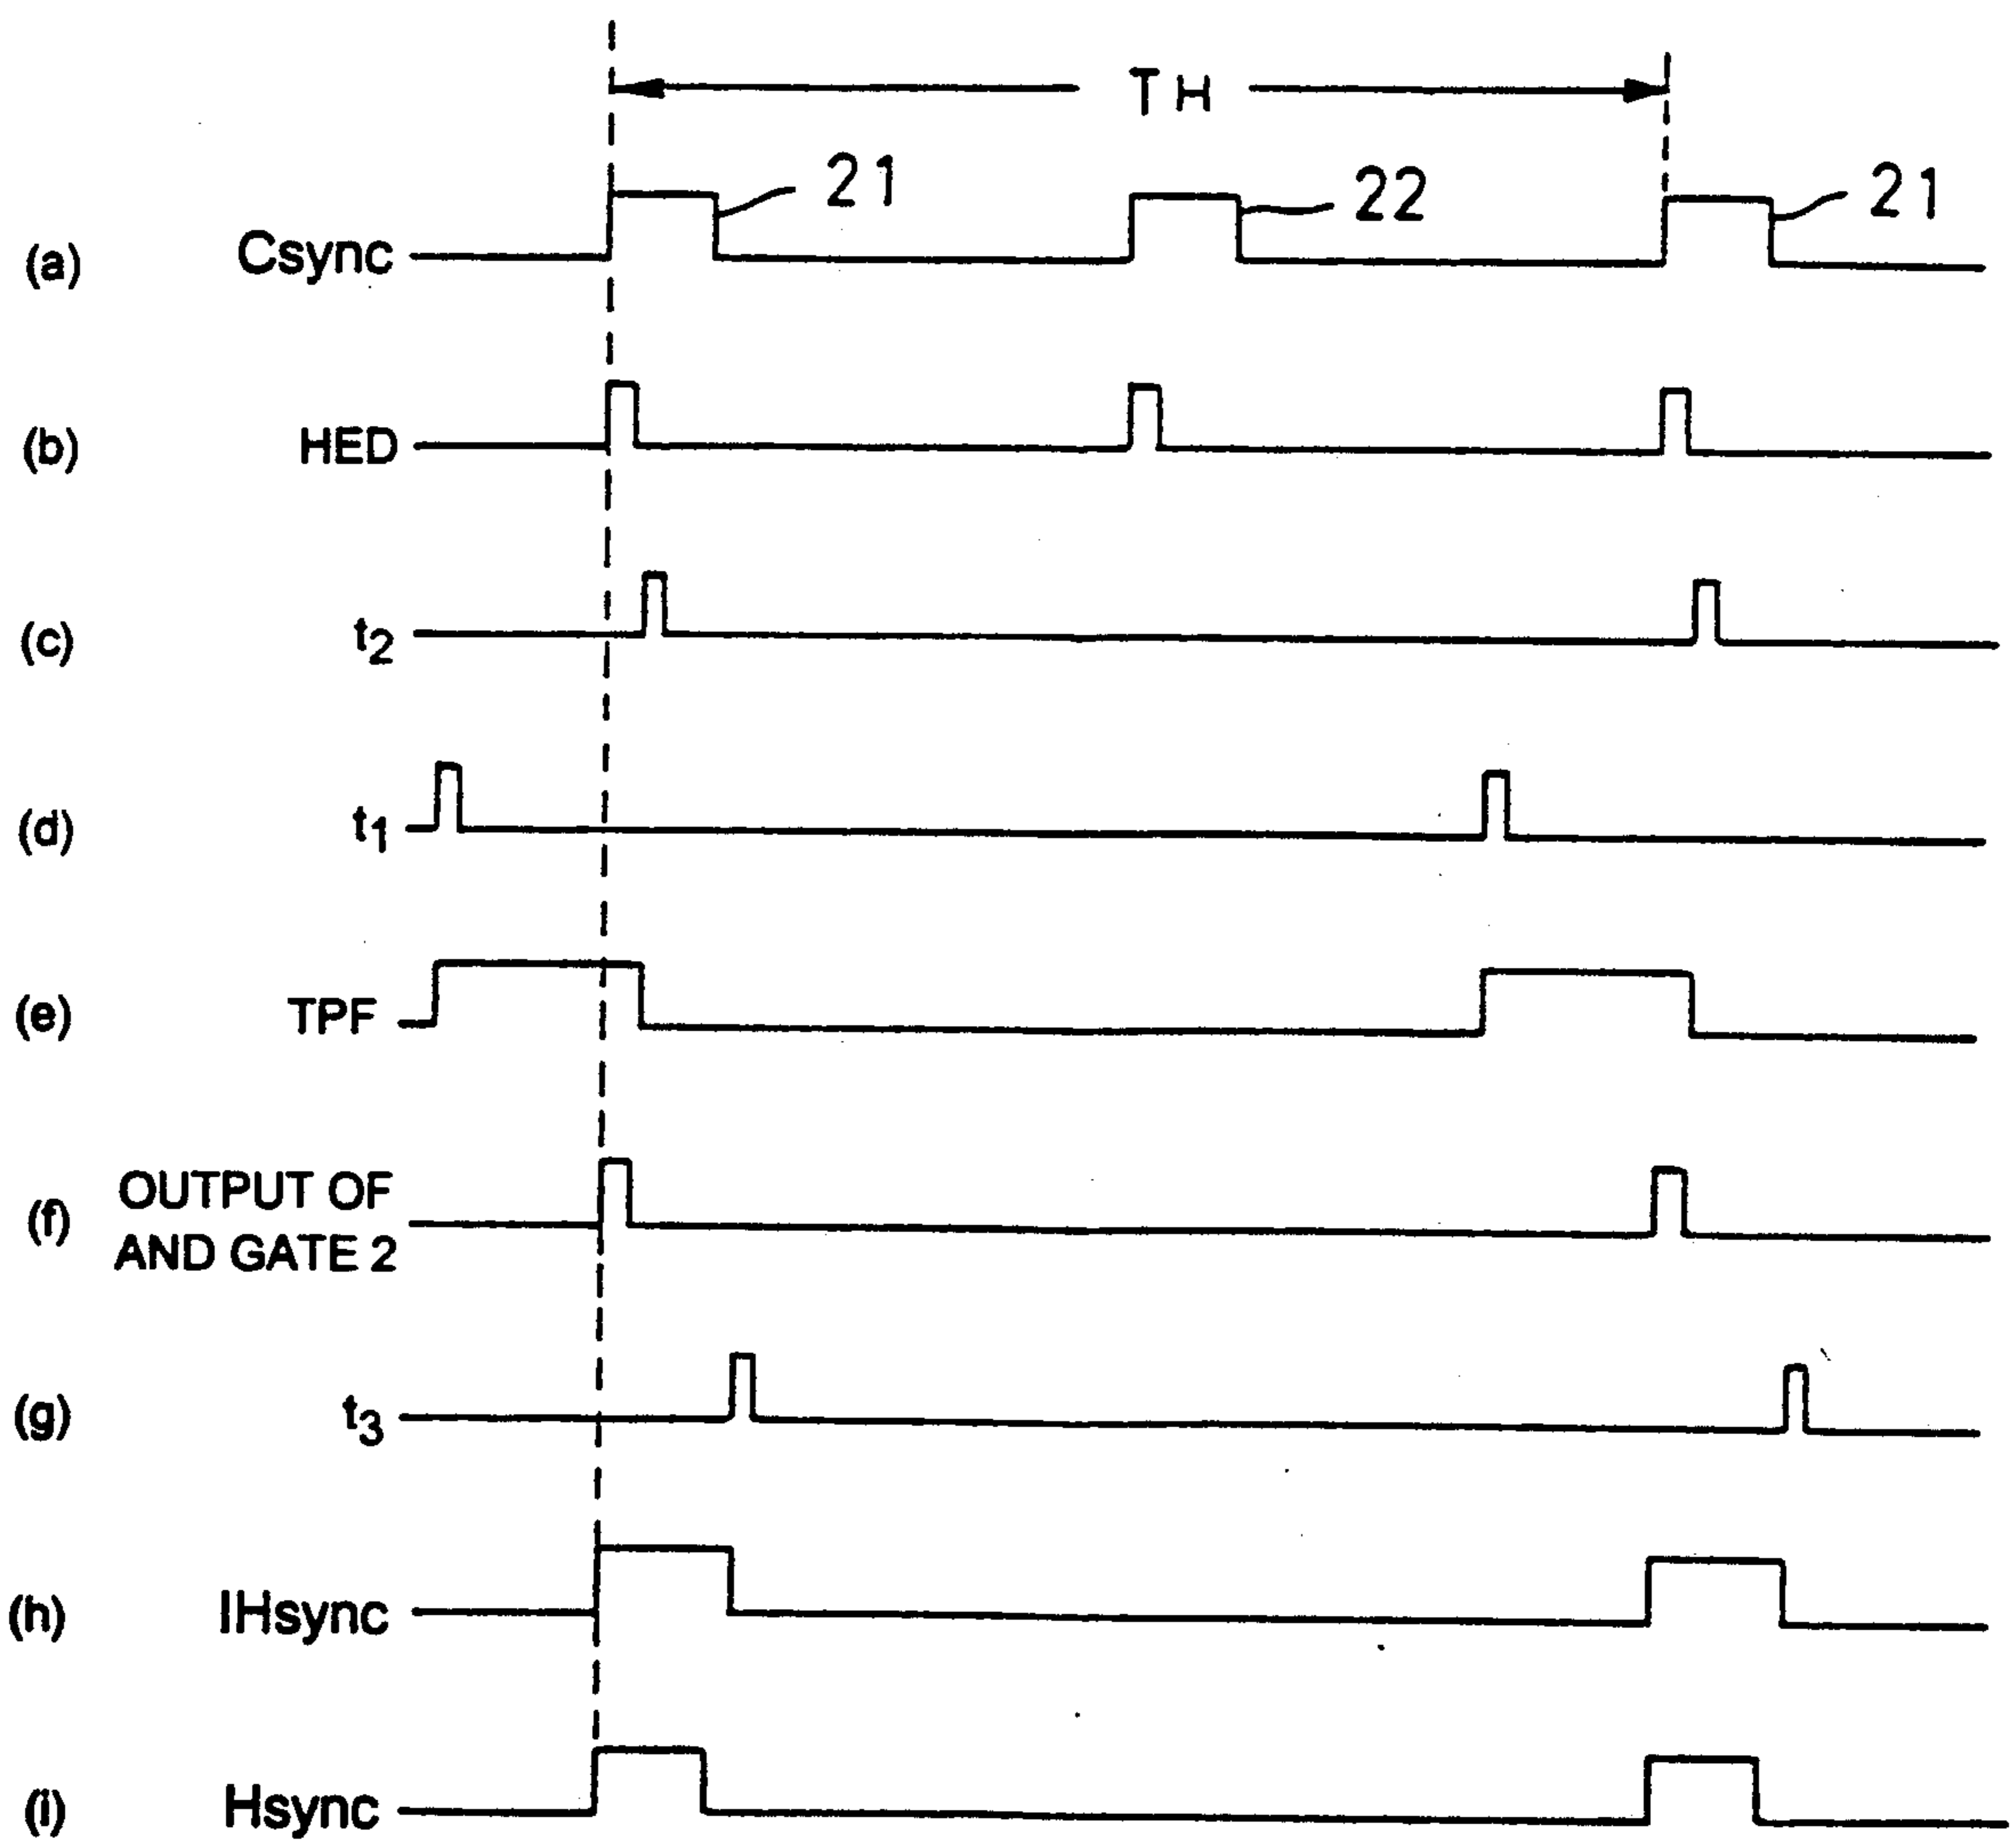 TH
21
22
21
(a) Csync
(b) HED
(c) t2
(d) t1
(e) TPF
(f) OUTPUT OF
AND GATE 2
(g) t3
(h) IHsync
(i) Hsync